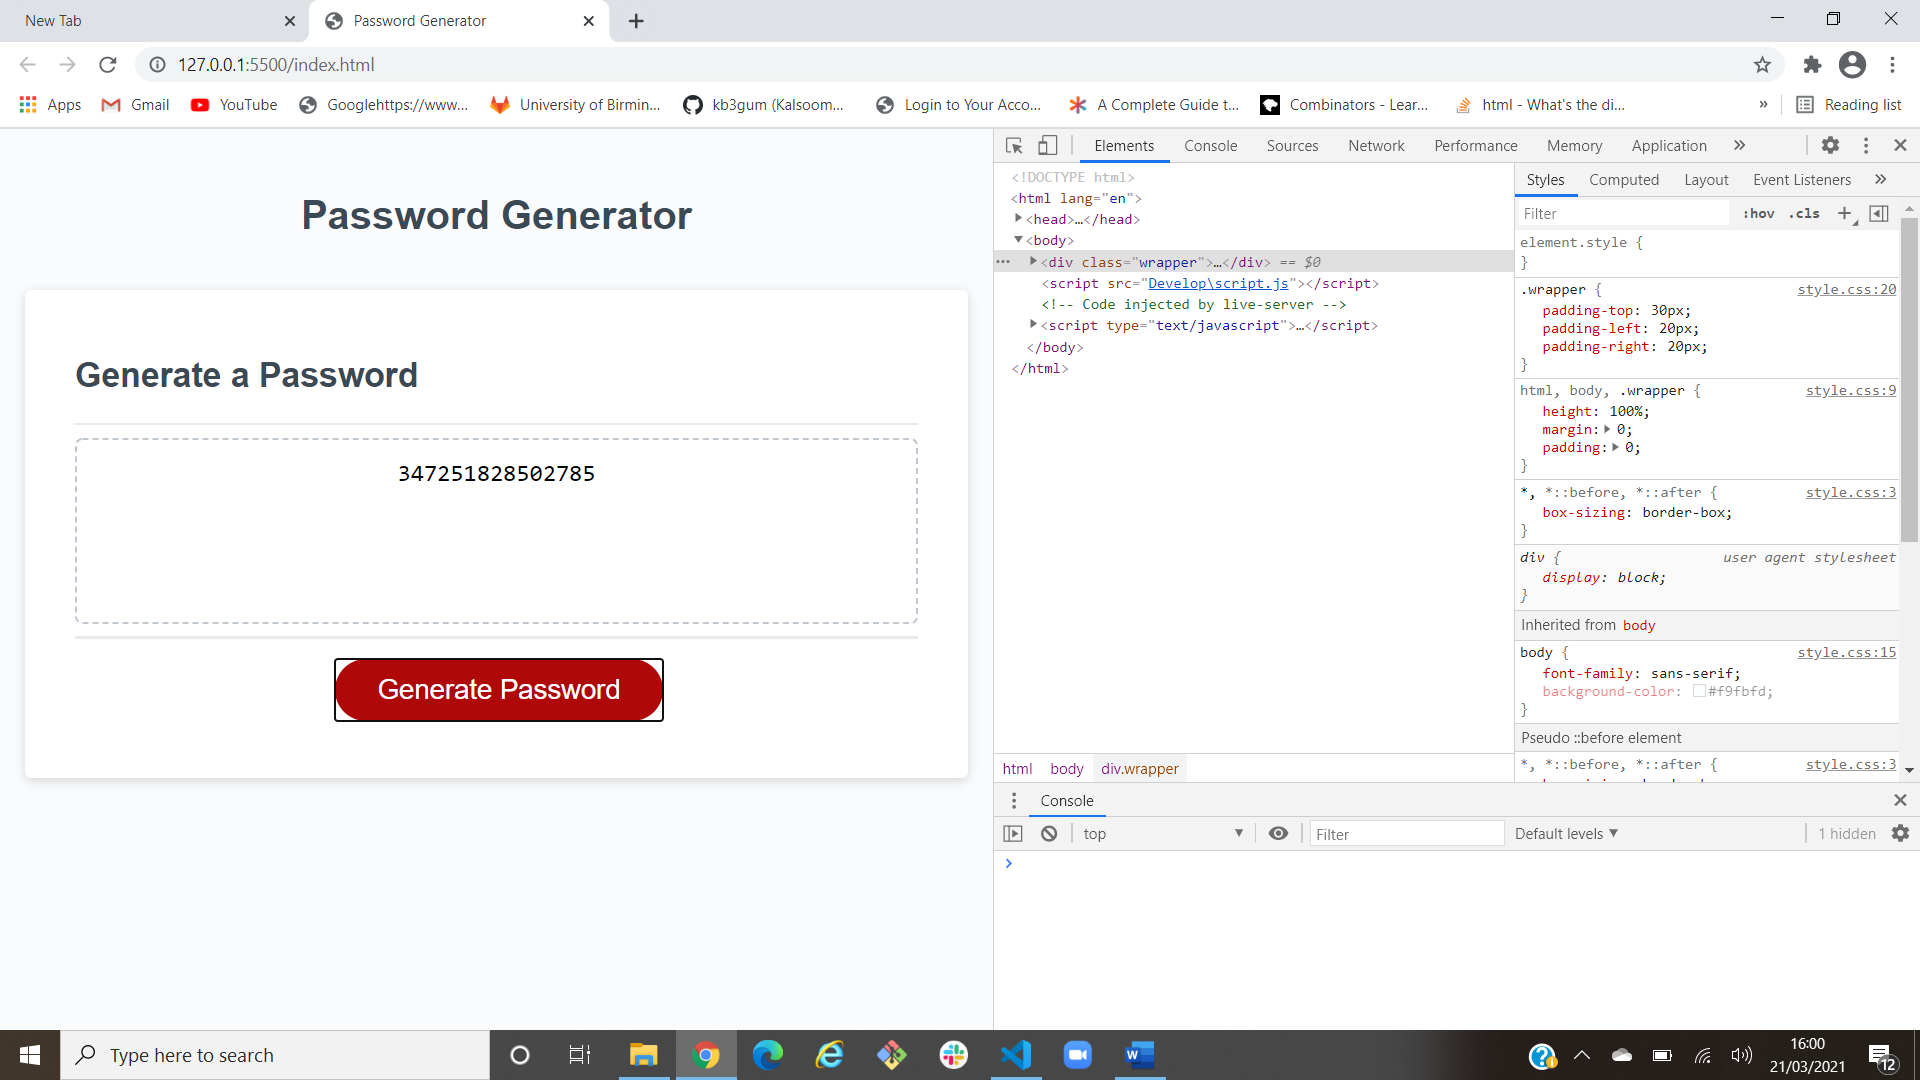 New Tab
Password Generator
127.0.0.1:5500/index.html
Apps Gmail YouTube Googlehttps://www... University of Birmin... kb3gum (Kalsoom... Login to Your Acco... A Complete Guide t... Combinators - Lear... html - What's the di... » Reading list
Password Generator
Generate a Password
347251828502785
Generate Password
Elements Console Sources Network Performance Memory Application »
<!DOCTYPE html>
<html lang="en">
<head>…</head>
<body>
<div class="wrapper">…</div> == $0
<script src="Develop\script.js"></script>
<!-- Code injected by live-server -->
<script type="text/javascript">…</script>
</body>
</html>
html body div.wrapper
Styles Computed Layout Event Listeners »
Filter :hov .cls +
element.style {
}
.wrapper { style.css:20
padding-top: 30px;
padding-left: 20px;
padding-right: 20px;
}
html, body, .wrapper { style.css:9
height: 100%;
margin: 0;
padding: 0;
}
*, *::before, *::after { style.css:3
box-sizing: border-box;
}
div { user agent stylesheet
display: block;
}
Inherited from body
body { style.css:15
font-family: sans-serif;
background-color: #f9fbfd;
}
Pseudo ::before element
*, *::before, *::after { style.css:3
Console
top Filter Default levels 1 hidden
Type here to search
16:00
21/03/2021
12